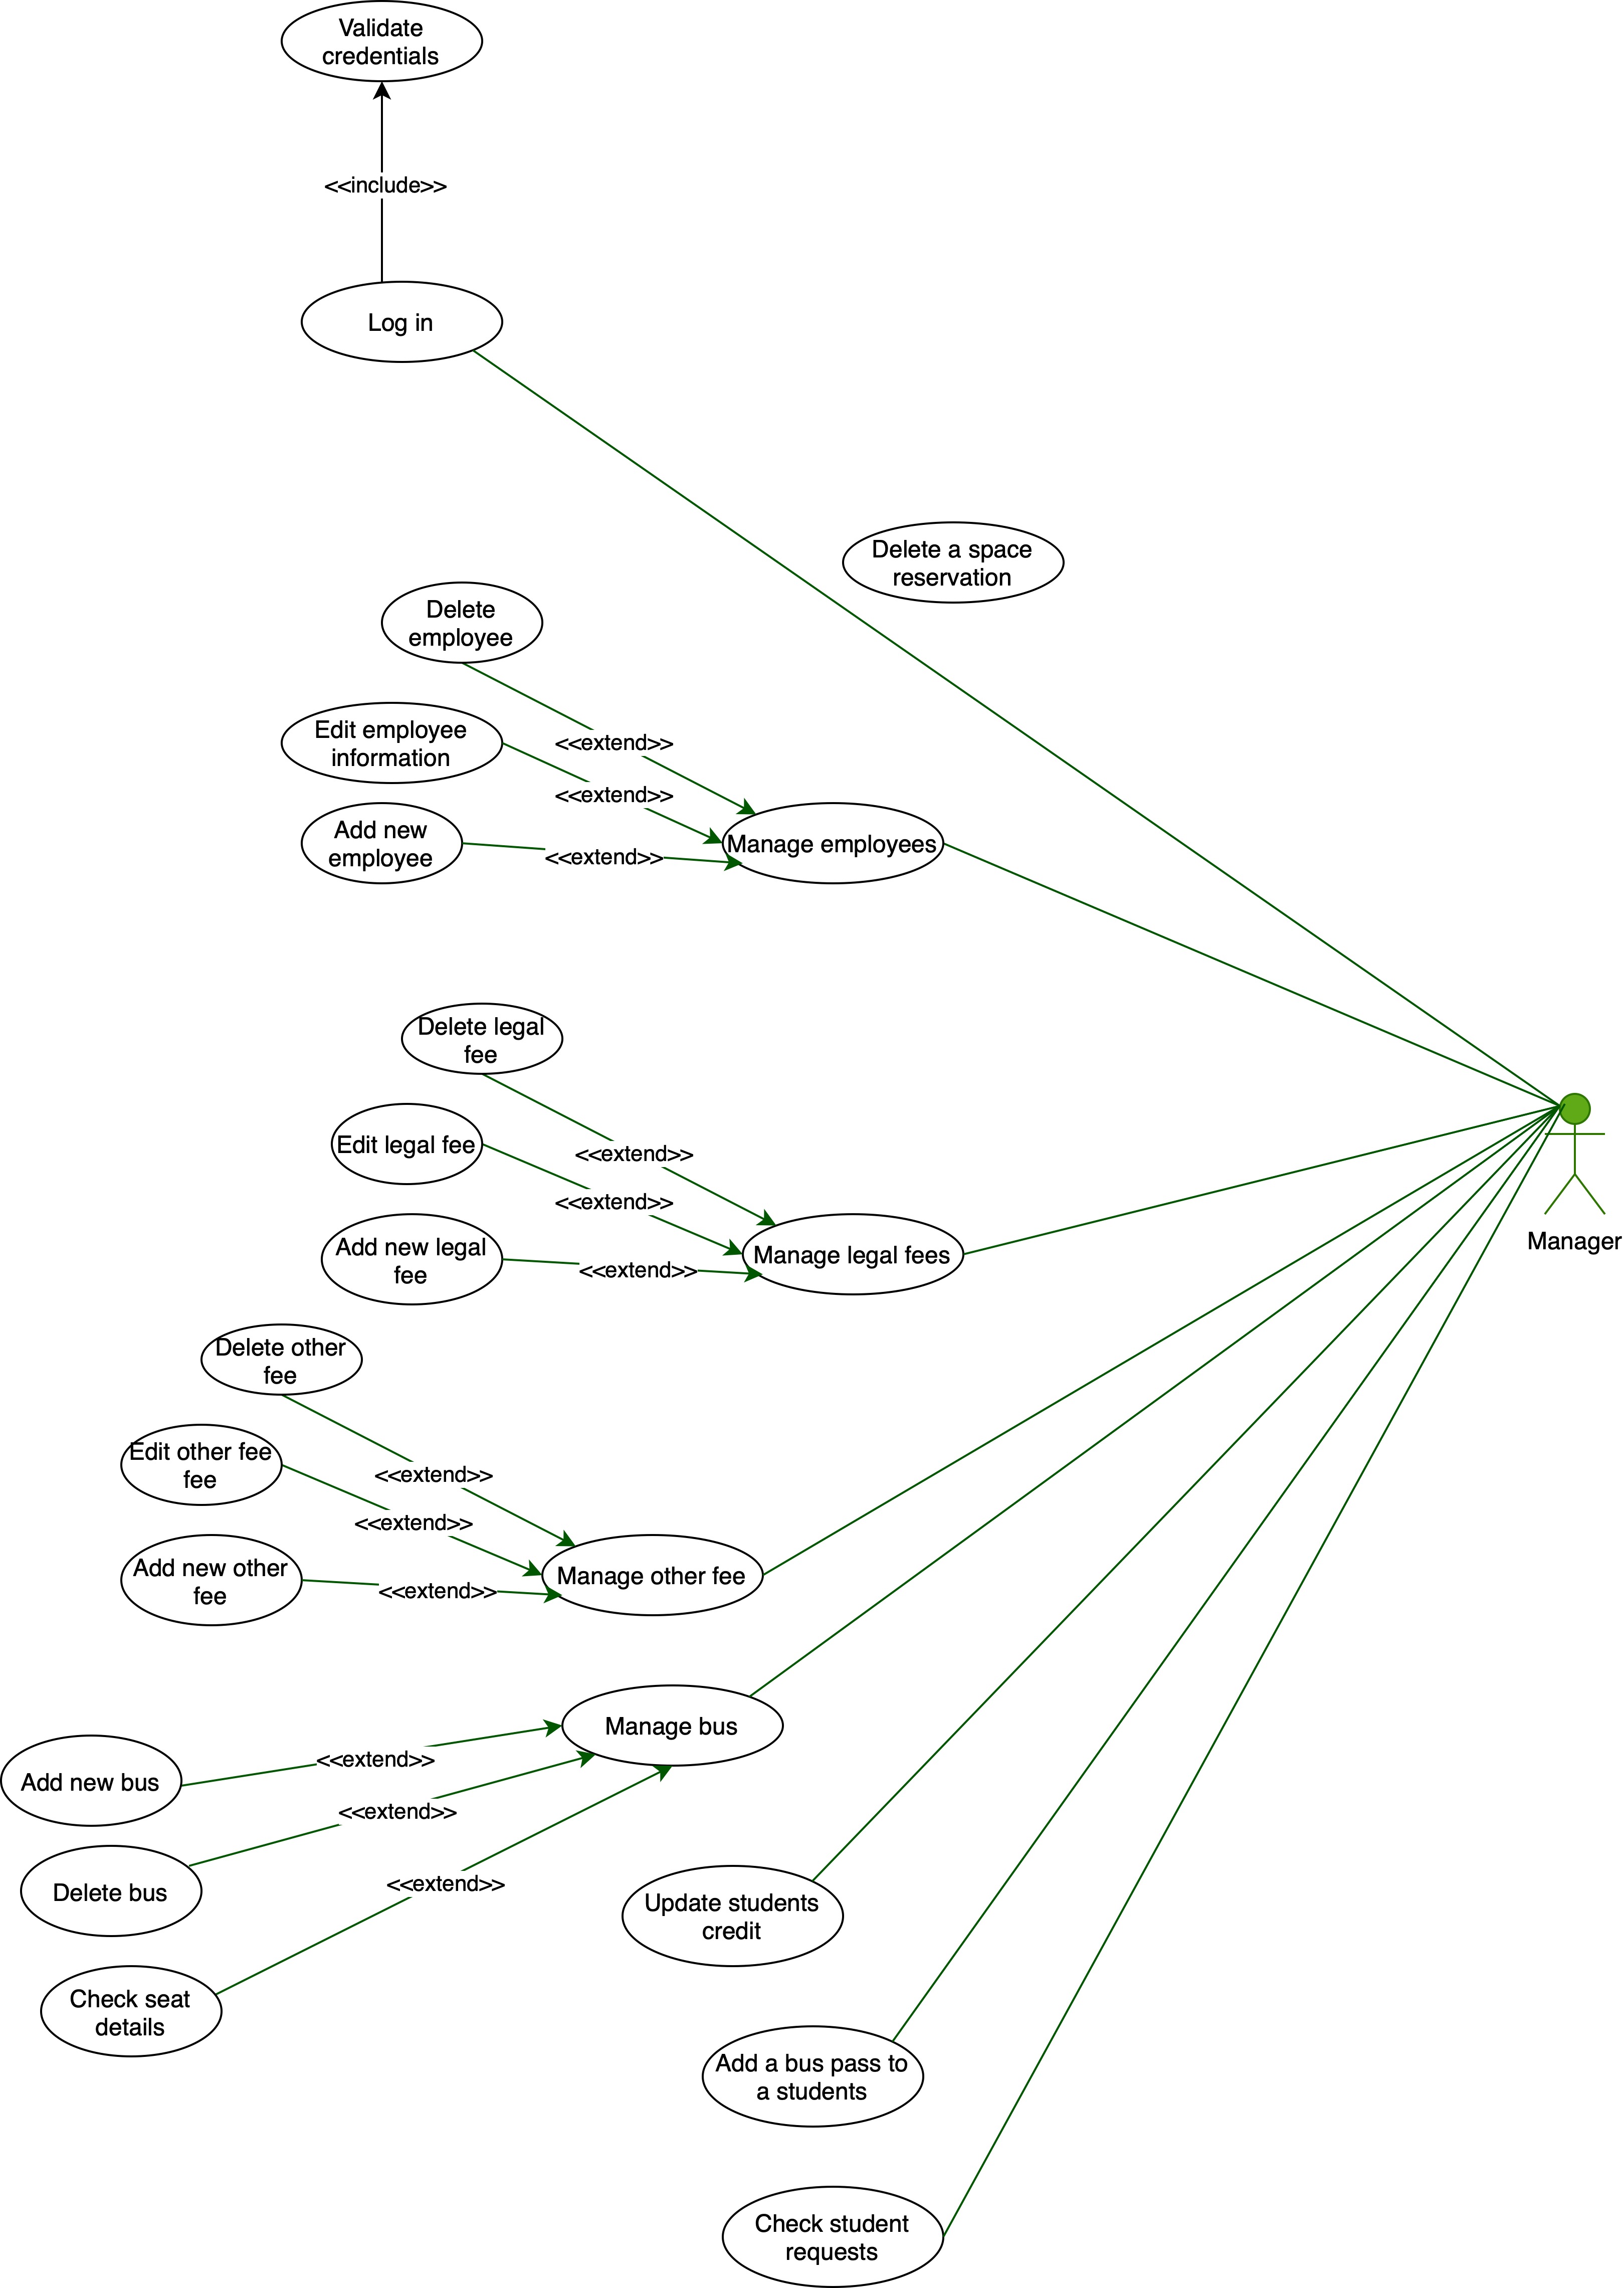 Validate
credentials
<<include>>
Log in
Delete a space
reservation
Delete
employee
Edit employee
information
<<extend>>
<<extend>>
Add new
employee
<<extend>>
Manage employees
Delete legal
fee
Edit legal fee
<<extend>>
<<extend>>
Add new legal
fee
<<extend>>
Manage legal fees
Manager
Delete other
fee
Edit other fee
fee
<<extend>>
<<extend>>
Add new other
fee
<<extend>>
Manage other fee
Manage bus
<<extend>>
Add new bus
<<extend>>
Delete bus
<<extend>>
Update students
credit
Check seat
details
Add a bus pass to
a students
Check student
requests